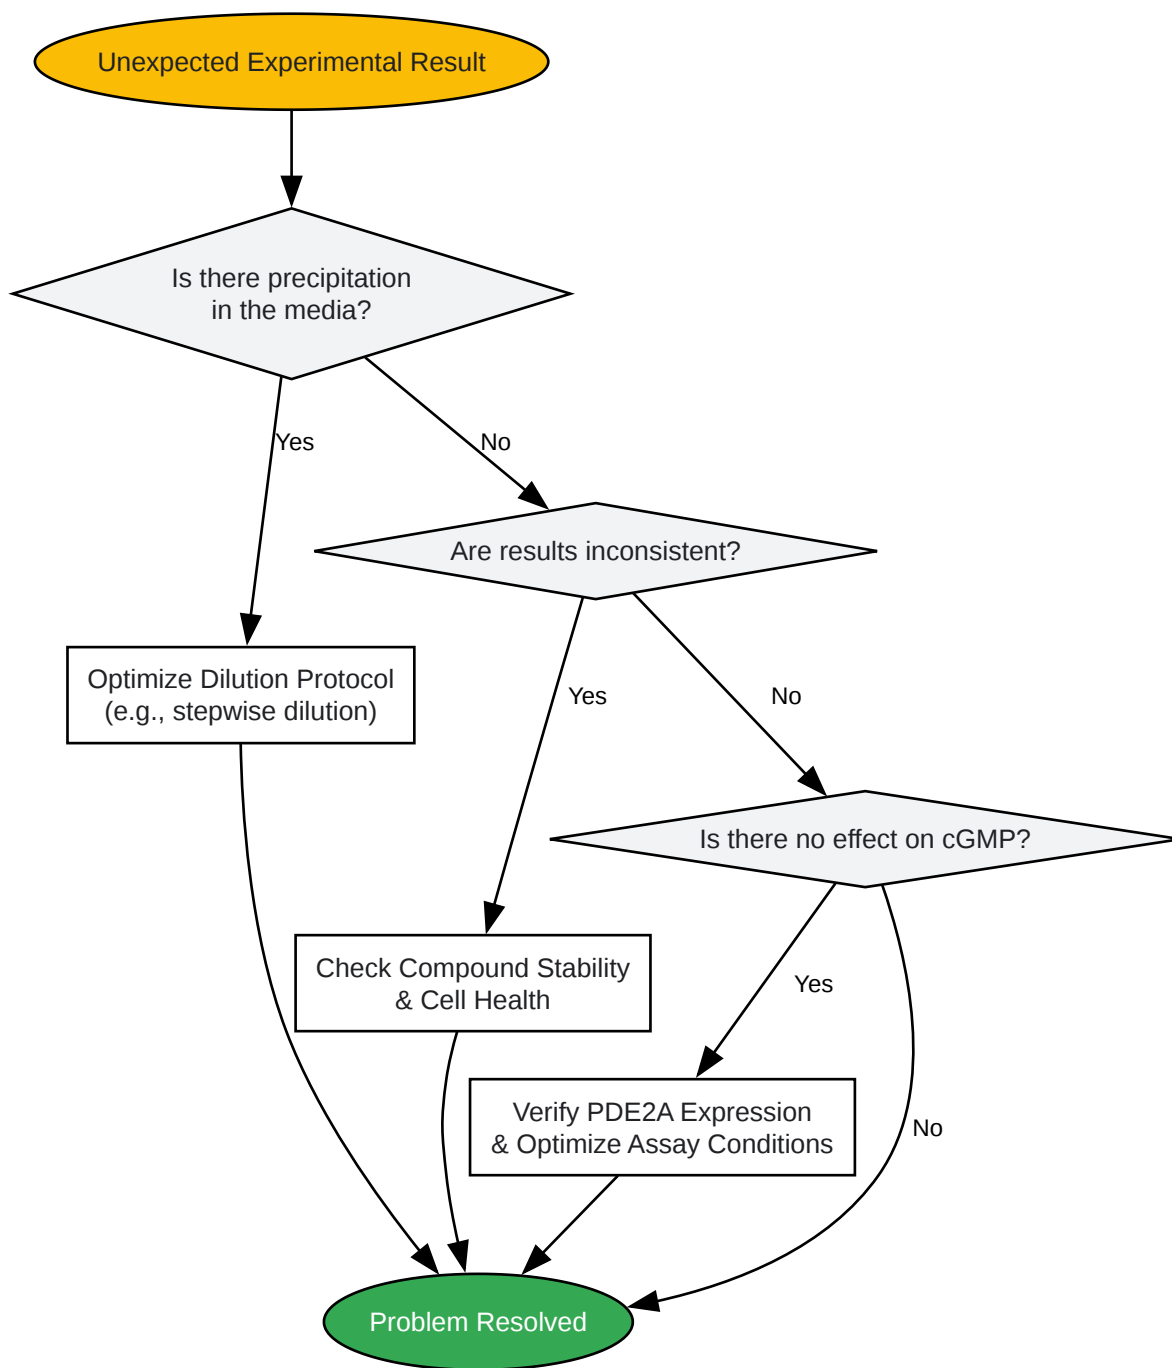 Unexpected Experimental Result
Is there precipitation
in the media?
Yes
No
Are results inconsistent?
Optimize Dilution Protocol
(e.g., stepwise dilution)
Yes
No
Is there no effect on cGMP?
Check Compound Stability
& Cell Health
Yes
Verify PDE2A Expression
& Optimize Assay Conditions
No
Problem Resolved